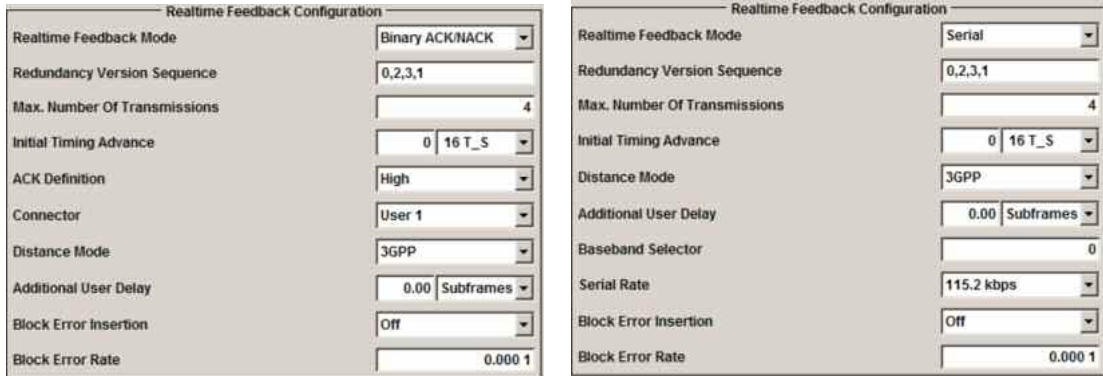 Realtime Feedback Configuration
Realtime Feedback Mode Binary ACK/NACK
Redundancy Version Sequence 0,2,3,1
Max. Number Of Transmissions 4
Initial Timing Advance 0 16 T_S
ACK Definition High
Connector User 1
Distance Mode 3GPP
Additional User Delay 0.00 Subframes
Block Error Insertion Off
Block Error Rate 0.000 1
Realtime Feedback Configuration
Realtime Feedback Mode Serial
Redundancy Version Sequence 0,2,3,1
Max. Number Of Transmissions 4
Initial Timing Advance 0 16 T_S
Distance Mode 3GPP
Additional User Delay 0.00 Subframes
Baseband Selector 0
Serial Rate 115.2 kbps
Block Error Insertion Off
Block Error Rate 0.000 1